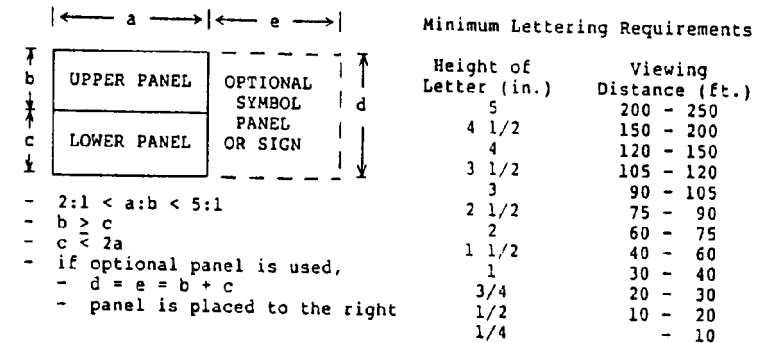 a
e
b
c
d
UPPER PANEL
LOWER PANEL
OPTIONAL
SYMBOL
PANEL
OR SIGN
- 2:1 < a:b < 5:1
- b ≥ c
- c < 2a
- if optional panel is used,
- d = e = b + c
- panel is placed to the right
Minimum Lettering Requirements
Height of Viewing
Letter (in.) Distance (ft.)
5 200 - 250
4 1/2 150 - 200
4 120 - 150
3 1/2 105 - 120
3 90 - 105
2 1/2 75 - 90
2 60 - 75
1 1/2 40 - 60
1 30 - 40
3/4 20 - 30
1/2 10 - 20
1/4 - 10